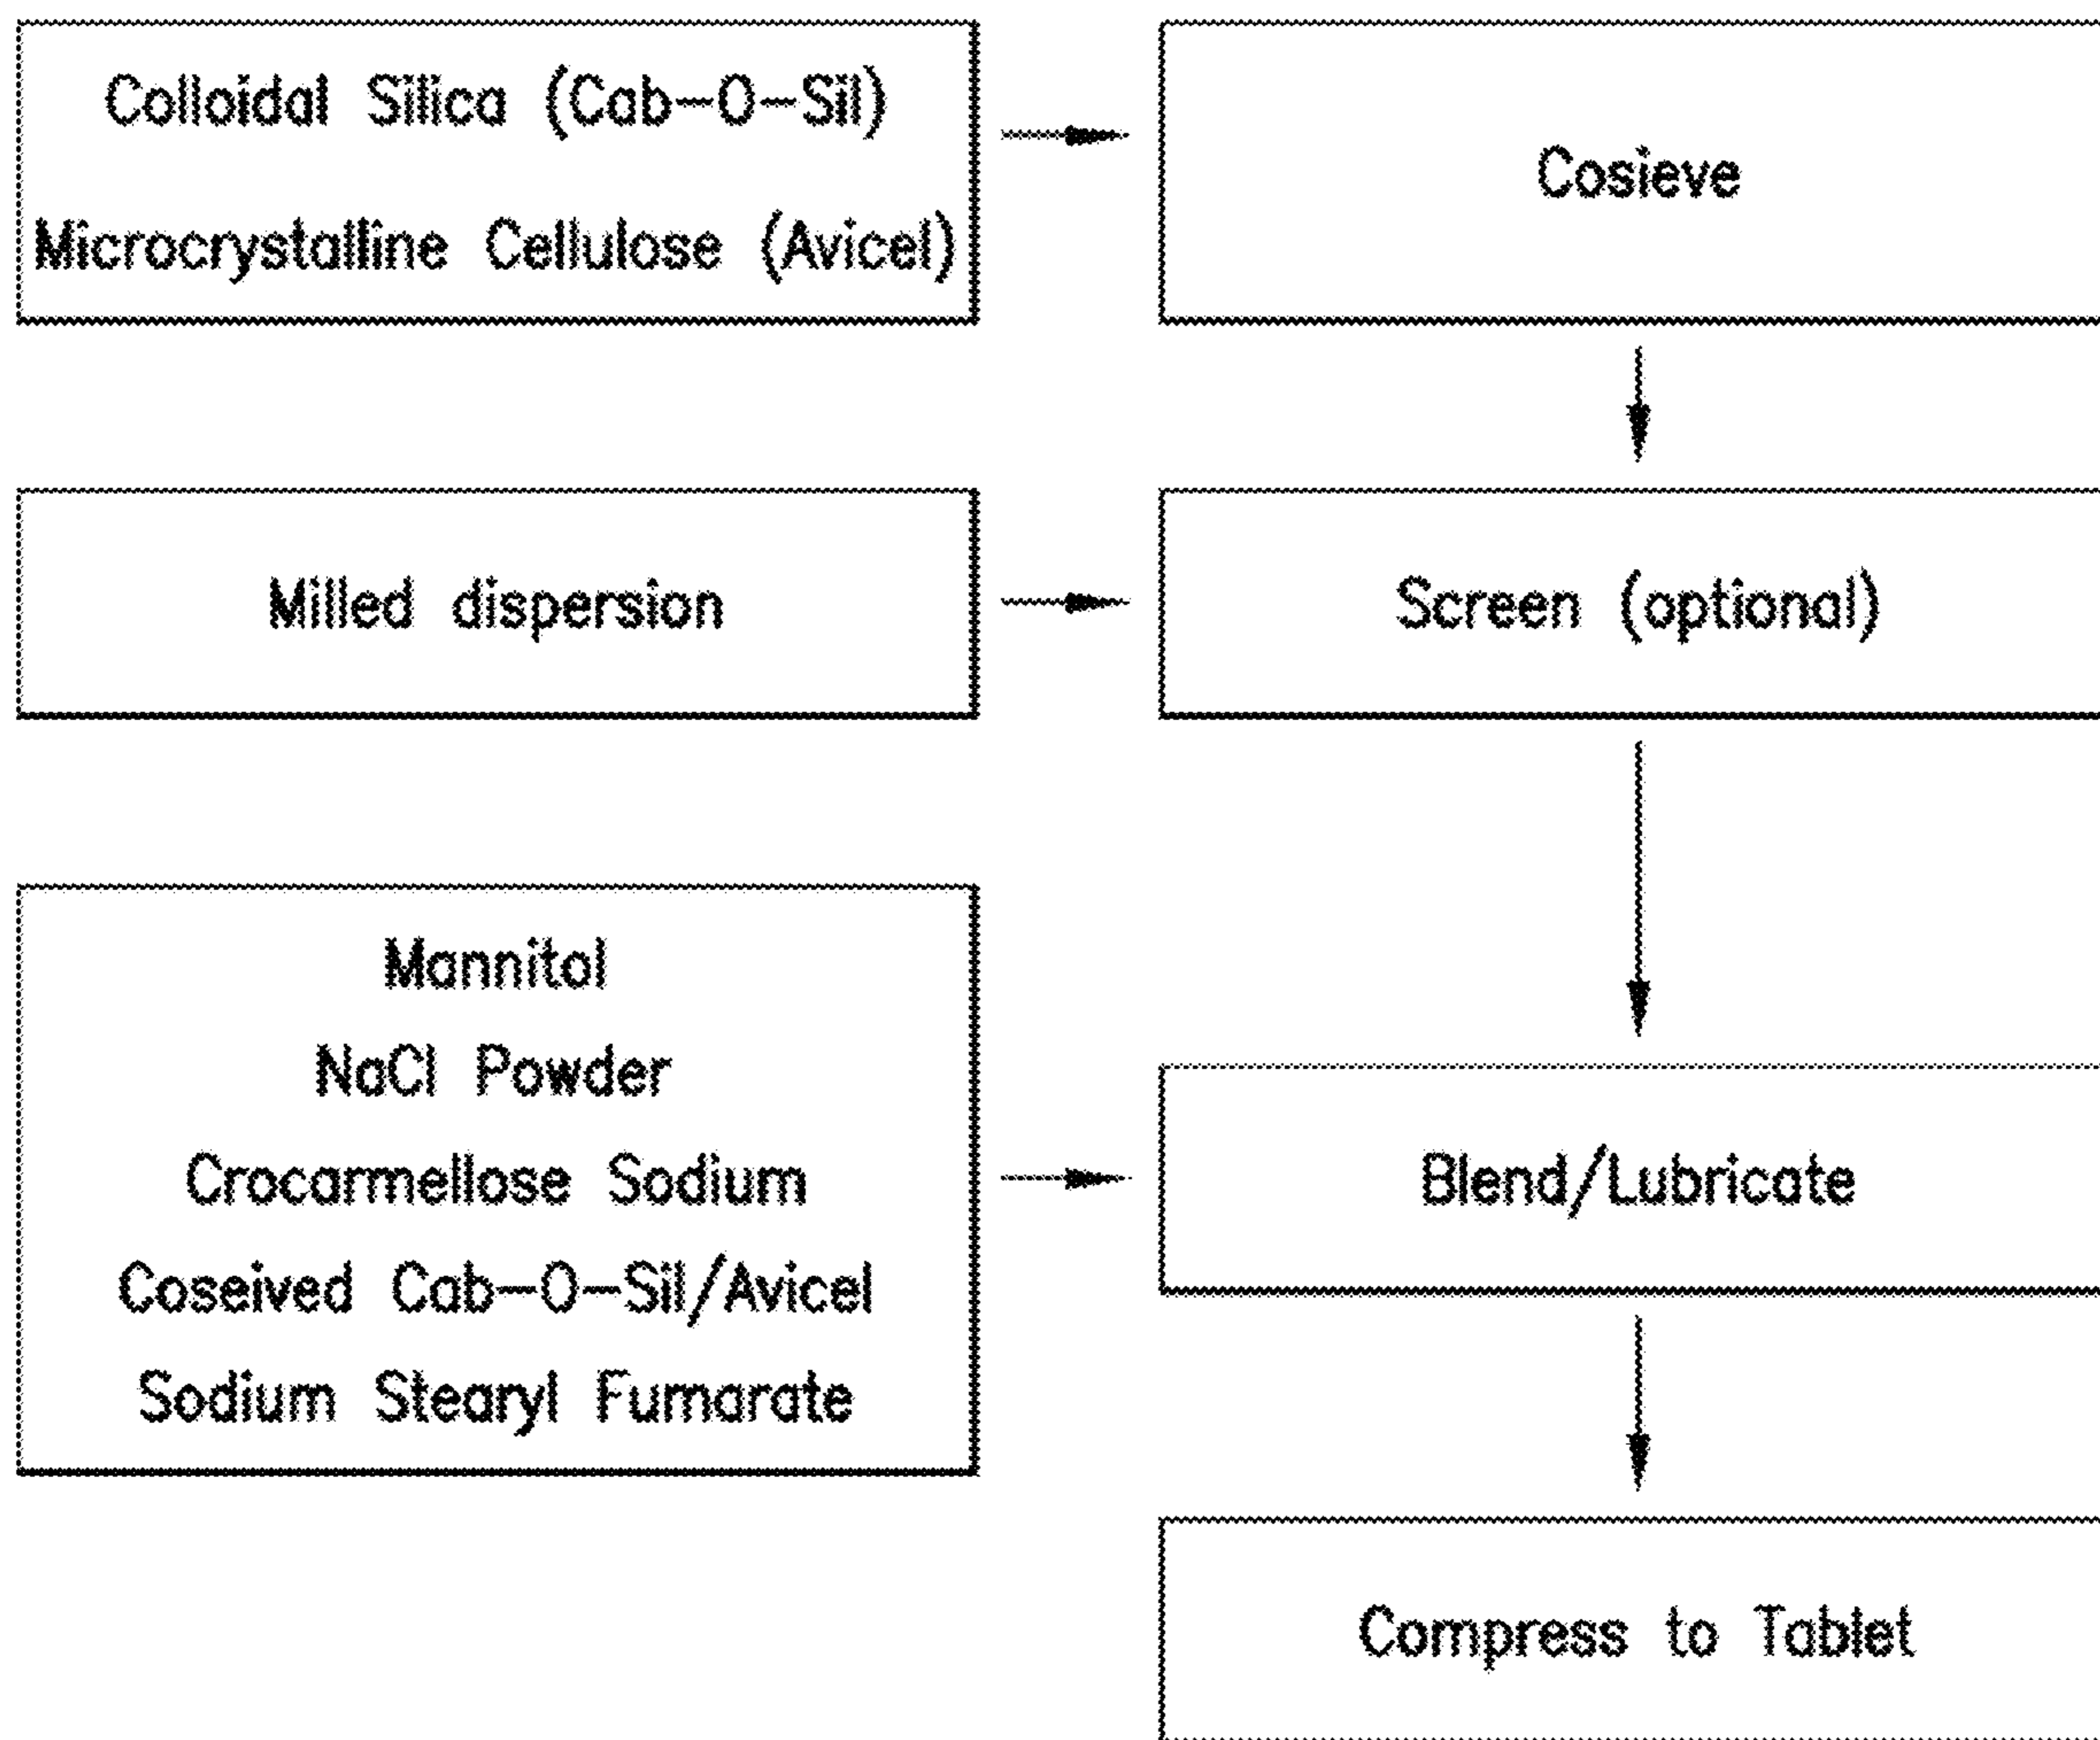 Colloidal Silica (Cab-O-Sil)
Microcrystalline Cellulose (Avicel)
Cosieve
Milled dispersion
Screen (optional)
Mannitol
NaCl Powder
Crocarmellose Sodium
Coseived Cab-O-Sil/Avicel
Sodium Stearyl Fumarate
Blend/Lubricate
Compress to Tablet